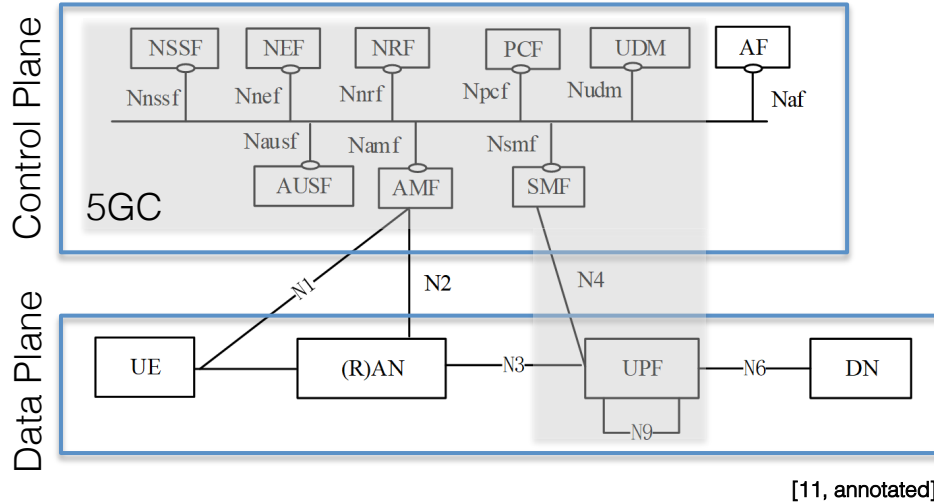 Control Plane
NSSF NEF NRF PCF UDM AF
Nnssf Nnef Nnrf Npcf Nudm Naf
Nausf Namf Nsmf
AUSF AMF SMF
5GC
N1 N2 N4
Data Plane
UE (R)AN N3 UPF N6 DN
N9
[11, annotated]